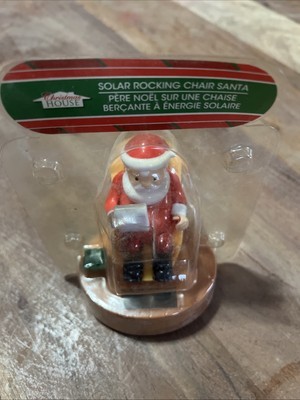 Christmas
HOUSE
SOLAR ROCKING CHAIR SANTA
PÈRE NOËL SUR UNE CHAISE
BERÇANTE À ÉNERGIE SOLAIRE